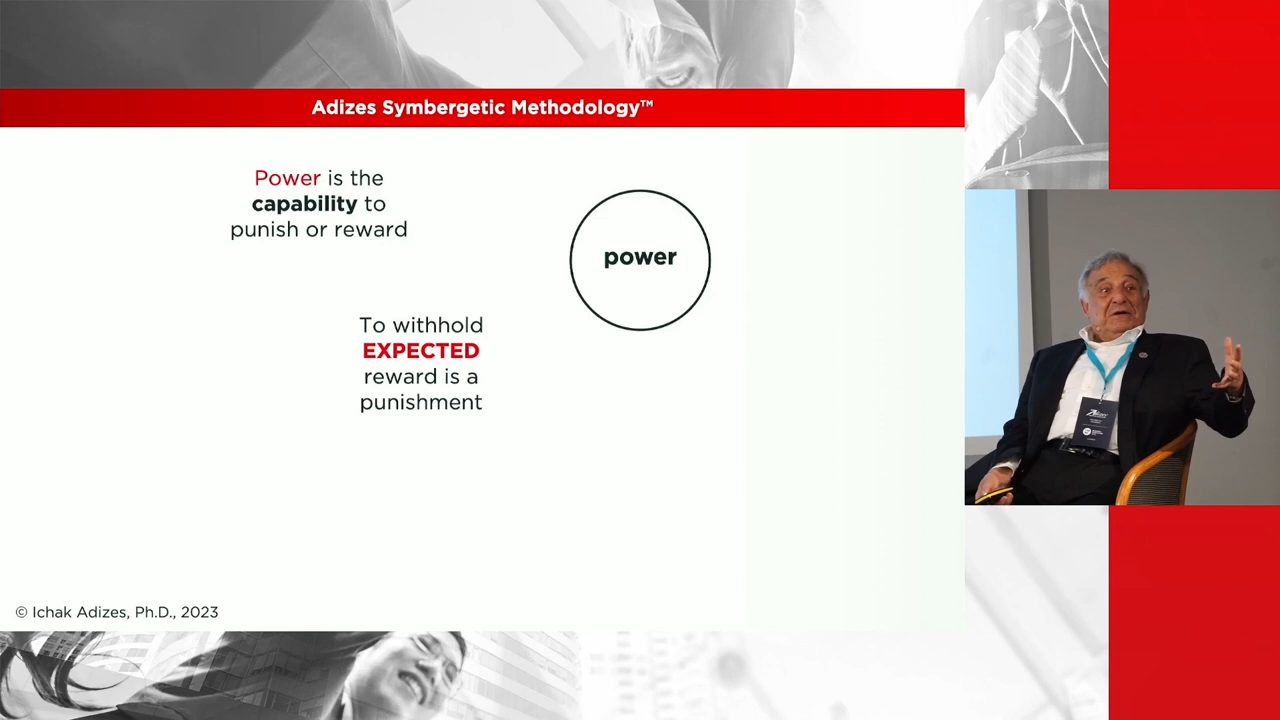 Adizes Symbergetic Methodology™
Power is the
capability to
punish or reward
power
To withhold
EXPECTED
reward is a
punishment
© Ichak Adizes, Ph.D., 2023